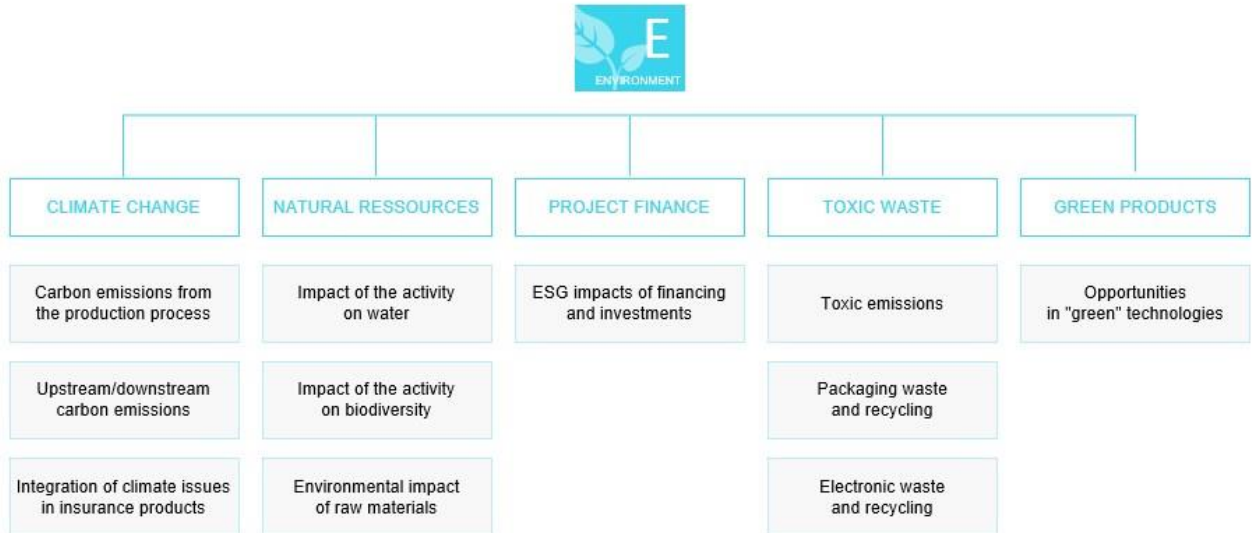 E
ENVIRONMENT
CLIMATE CHANGE
NATURAL RESSOURCES
PROJECT FINANCE
TOXIC WASTE
GREEN PRODUCTS
Carbon emissions from
the production process
Impact of the activity
on water
ESG impacts of financing
and investments
Toxic emissions
Opportunities
in "green" technologies
Upstream/downstream
carbon emissions
Impact of the activity
on biodiversity
Packaging waste
and recycling
Integration of climate issues
in insurance products
Environmental impact
of raw materials
Electronic waste
and recycling